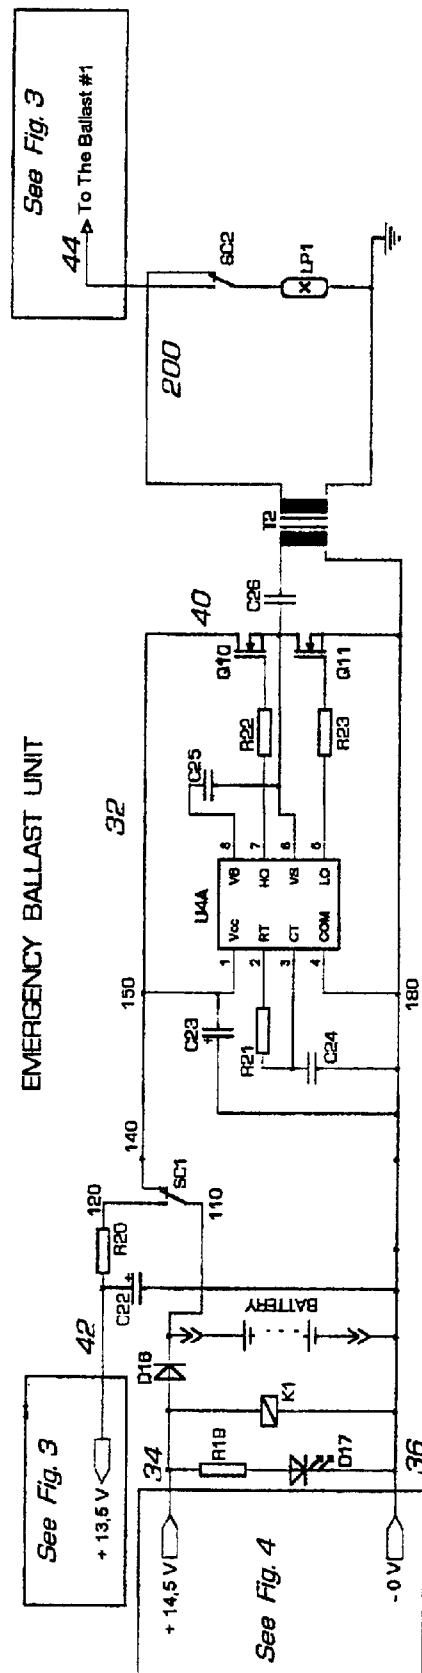 EMERGENCY BALLAST UNIT
See Fig. 3
+ 13,5 V
42
See Fig. 4
+ 14,5 V
34
- 0 V
36
R19
D17
K1
D16
BATTERY
C22
+
R20
120
110
SC1
140
150
32
C23
+
R21
C24
180
U4A
1
Vcc
2
RT
3
CT
4
COM
8
VB
7
HO
6
VS
5
LO
C25
R22
R23
Q10
Q11
40
C26
T2
200
SC2
LP1
44
See Fig. 3
To The Ballast #1